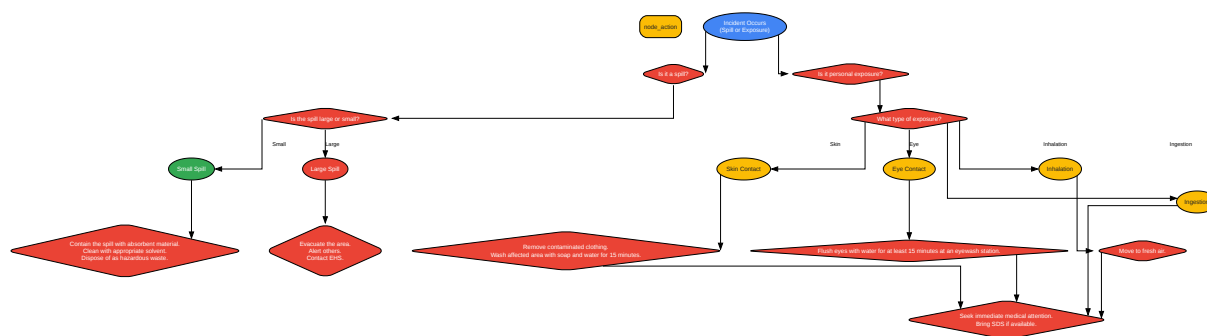 node_action
Incident Occurs
(Spill or Exposure)
Is it a spill?
Is it personal exposure?
Is the spill large or small?
What type of exposure?
Small
Large
Skin
Eye
Inhalation
Ingestion
Small Spill
Large Spill
Skin Contact
Eye Contact
Inhalation
Ingestion
Contain the spill with absorbent material.
Clean with appropriate solvent.
Dispose of as hazardous waste.
Evacuate the area.
Alert others.
Contact EHS.
Remove contaminated clothing.
Wash affected area with soap and water for 15 minutes.
Flush eyes with water for at least 15 minutes at an eyewash station.
Move to fresh air.
Seek immediate medical attention.
Bring SDS if available.